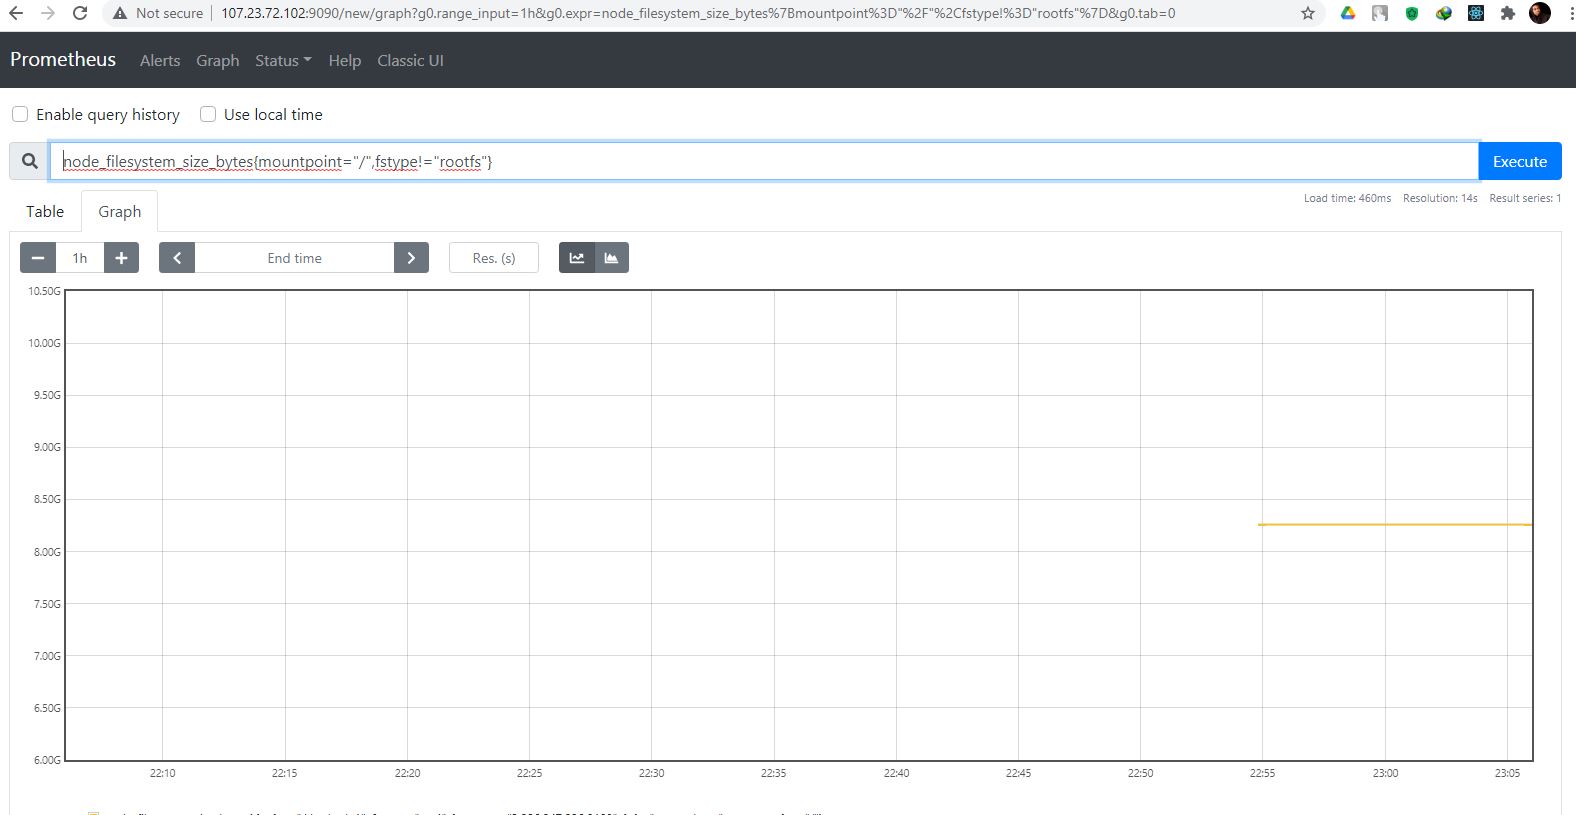 Not secure | 107.23.72.102:9090/new/graph?g0.range_input=1h&g0.expr=node_filesystem_size_bytes%7Bmountpoint%3D"%2F"%2Cfstype!%3D"rootfs"%7D&g0.tab=0
Prometheus Alerts Graph Status Help Classic UI
Enable query history Use local time
node_filesystem_size_bytes{mountpoint="/",fstype!="rootfs"} Execute
Load time: 460ms Resolution: 14s Result series: 1
Table Graph
1h End time Res. (s)
10.50G
10.00G
9.50G
9.00G
8.50G
8.00G
7.50G
7.00G
6.50G
6.00G
22:10 22:15 22:20 22:25 22:30 22:35 22:40 22:45 22:50 22:55 23:00 23:05